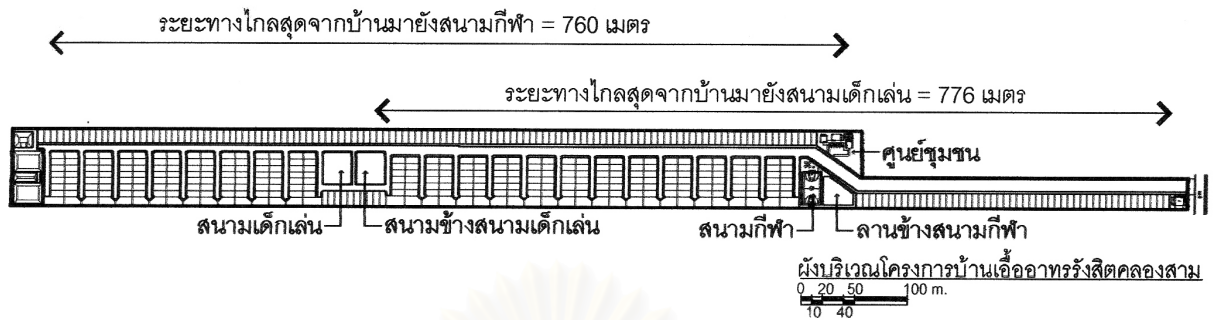 ระยะทางไกลสุดจากบ้านมายังสนามกีฬา = 760 เมตร
ระยะทางไกลสุดจากบ้านมายังสนามเด็กเล่น = 776 เมตร
ศูนย์ชุมชน
สนามเด็กเล่น สนามข้างสนามเด็กเล่น สนามกีฬา ลานข้างสนามกีฬา
ผังบริเวณโครงการบ้านเอื้ออาทรรังสิตคลองสาม
0 20 50 100 m.
10 40